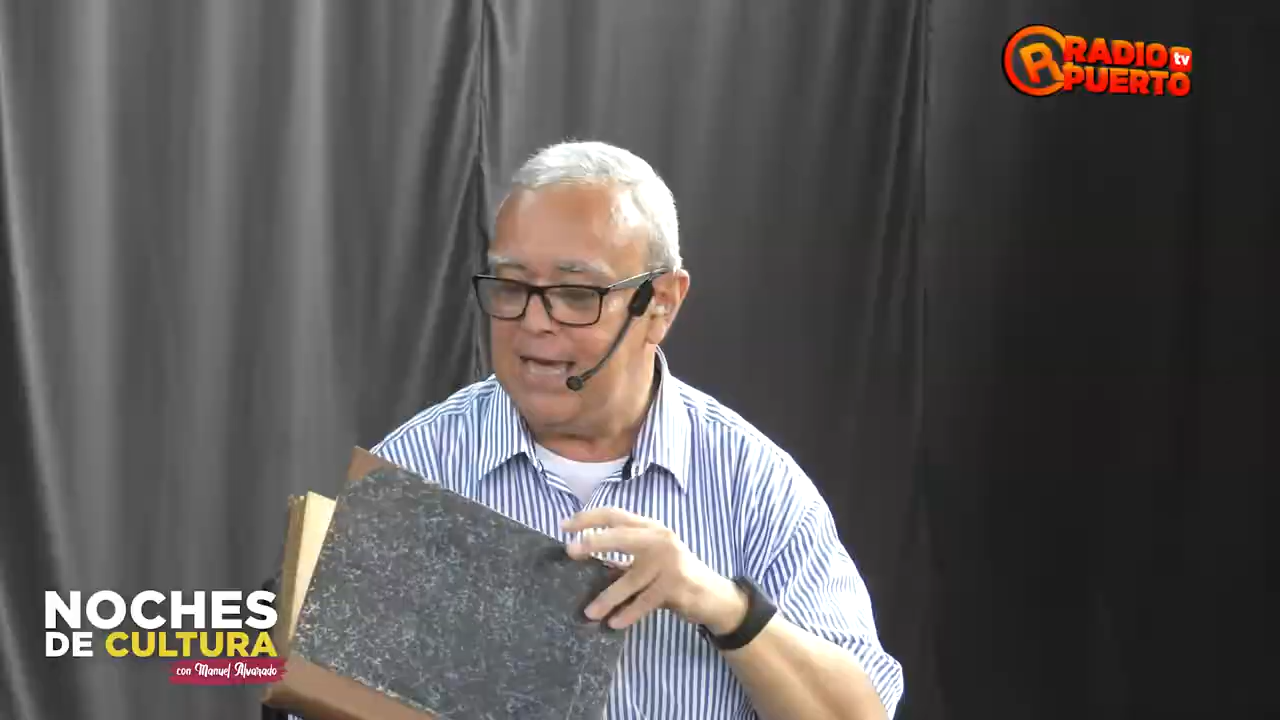 RADIO tv
PUERTO
NOCHES
DE CULTURA
con Manuel Alvarado